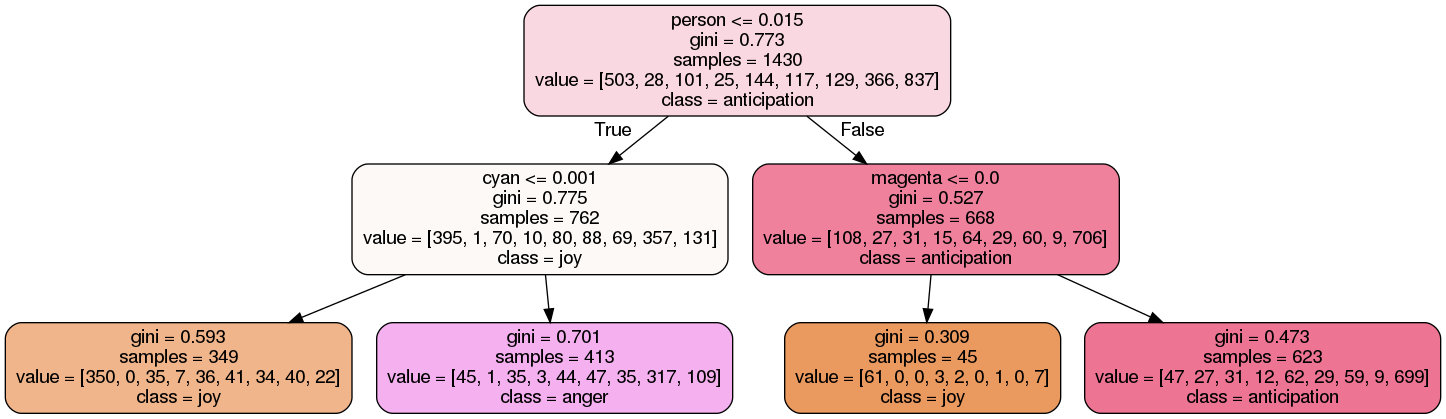 person <= 0.015
gini = 0.773
samples = 1430
value = [503, 28, 101, 25, 144, 117, 129, 366, 837]
class = anticipation
True
False
cyan <= 0.001
gini = 0.775
samples = 762
value = [395, 1, 70, 10, 80, 88, 69, 357, 131]
class = joy
magenta <= 0.0
gini = 0.527
samples = 668
value = [108, 27, 31, 15, 64, 29, 60, 9, 706]
class = anticipation
gini = 0.593
samples = 349
value = [350, 0, 35, 7, 36, 41, 34, 40, 22]
class = joy
gini = 0.701
samples = 413
value = [45, 1, 35, 3, 44, 47, 35, 317, 109]
class = anger
gini = 0.309
samples = 45
value = [61, 0, 0, 3, 2, 0, 1, 0, 7]
class = joy
gini = 0.473
samples = 623
value = [47, 27, 31, 12, 62, 29, 59, 9, 699]
class = anticipation